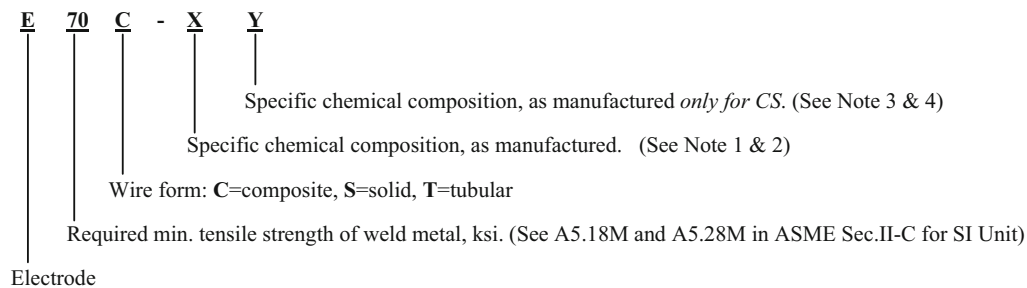 E 70 C - X Y
Specific chemical composition, as manufactured only for CS. (See Note 3 & 4)
Specific chemical composition, as manufactured. (See Note 1 & 2)
Wire form: C=composite, S=solid, T=tubular
Required min. tensile strength of weld metal, ksi. (See A5.18M and A5.28M in ASME Sec.II-C for SI Unit)
Electrode